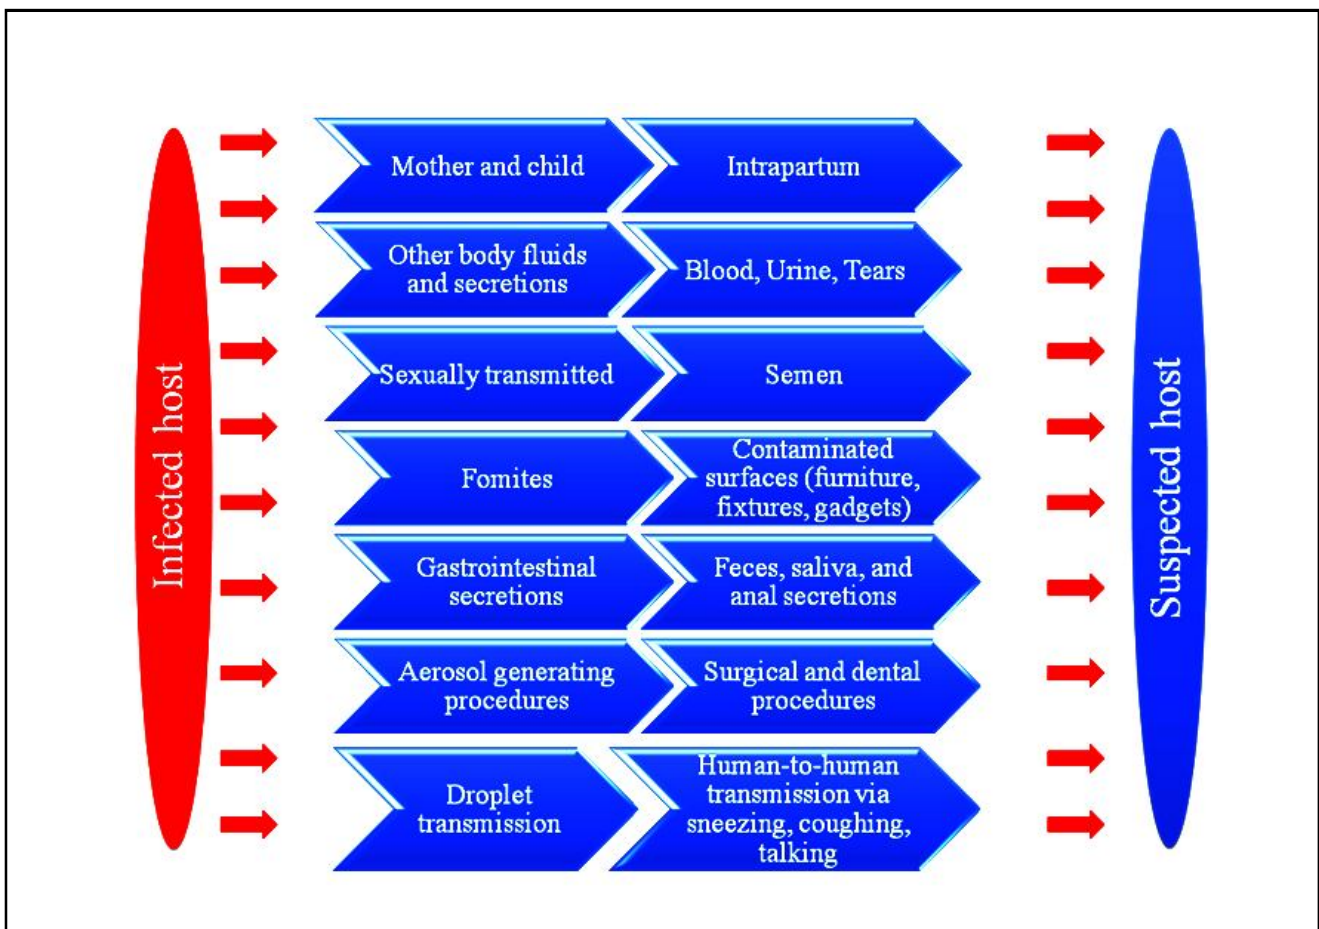 Infected host
Mother and child
Intrapartum
Other body fluids
and secretions
Blood, Urine, Tears
Sexually transmitted
Semen
Fomites
Contaminated
surfaces (furniture,
fixtures, gadgets)
Gastrointestinal
secretions
Feces, saliva, and
anal secretions
Aerosol generating
procedures
Surgical and dental
procedures
Droplet
transmission
Human-to-human
transmission via
sneezing, coughing,
talking
Suspected host